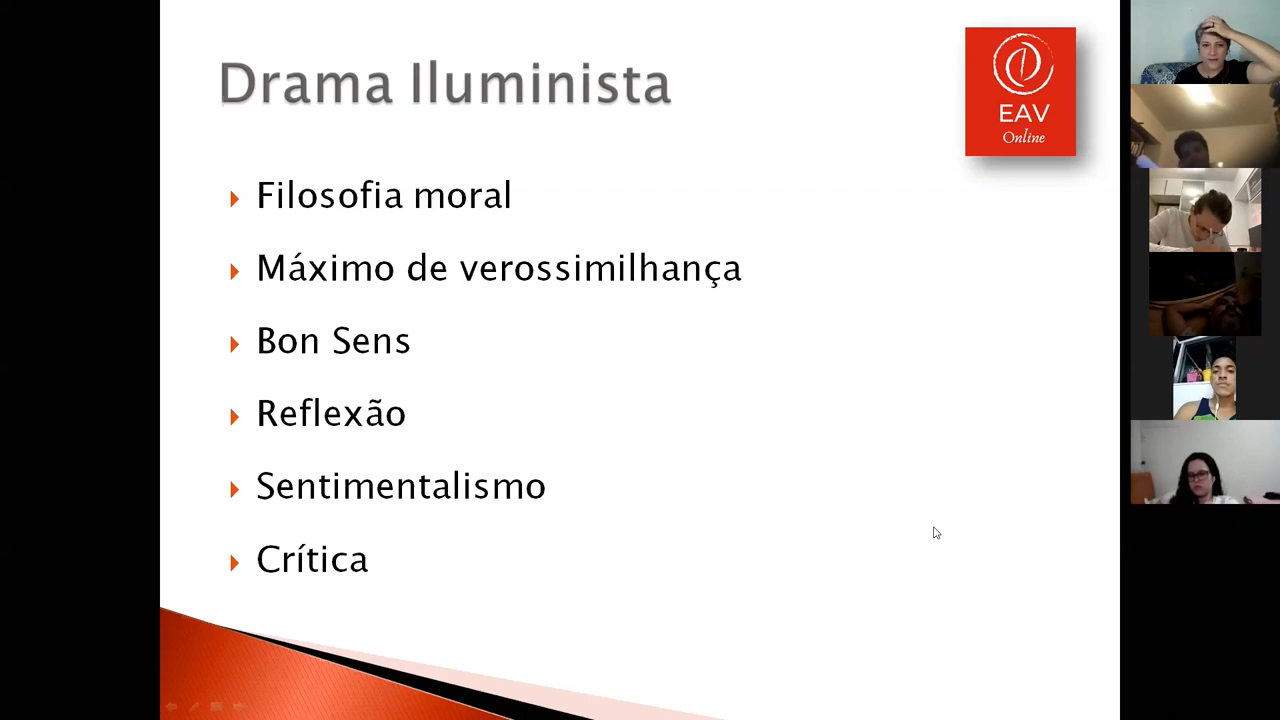 Drama Iluminista
EAV
Online
Filosofia moral
Máximo de verossimilhança
Bon Sens
Reflexão
Sentimentalismo
Crítica